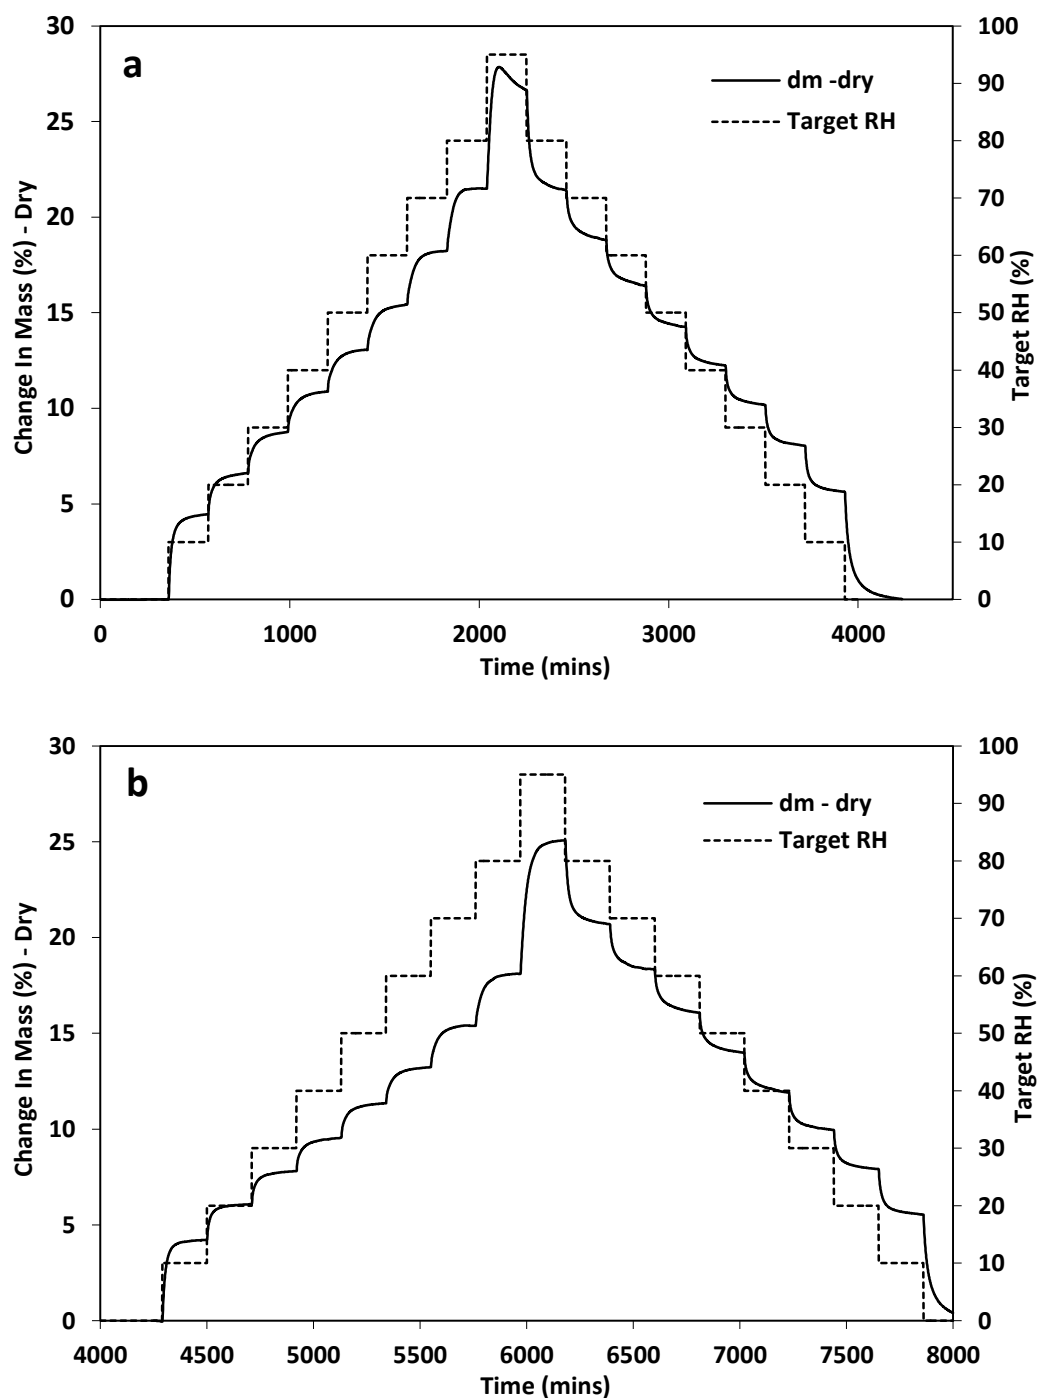 a
dm -dry
Target RH
Change In Mass (%) - Dry
30
25
20
15
10
5
0
100
90
80
70
60
50
40
30
20
10
0
Target RH (%)
0 1000 2000 3000 4000
Time (mins)
b
dm - dry
Target RH
Change In Mass (%) - Dry
30
25
20
15
10
5
0
100
90
80
70
60
50
40
30
20
10
0
Target RH (%)
4000 4500 5000 5500 6000 6500 7000 7500 8000
Time (mins)